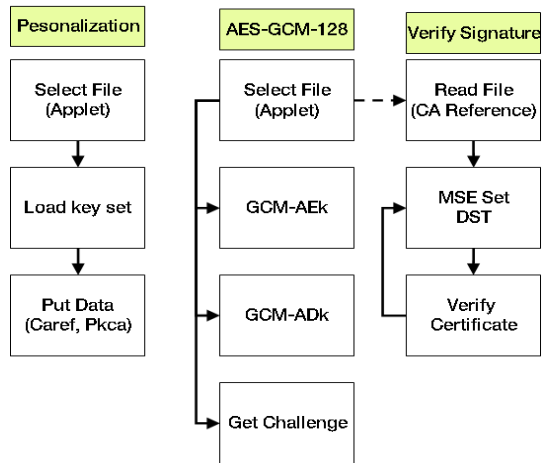 Pesonalization
Select File
(Applet)
Load key set
Put Data
(Caref, Pkca)
AES-GCM-128
Select File
(Applet)
GCM-AEk
GCM-ADk
Get Challenge
Verify Signature
Read File
(CA Reference)
MSE Set
DST
Verify
Certificate